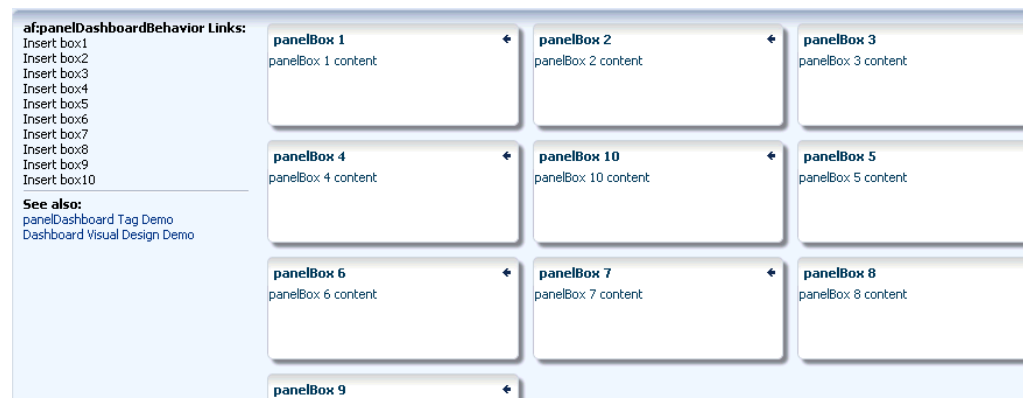 af:panelDashboardBehavior Links:
Insert box1
Insert box2
Insert box3
Insert box4
Insert box5
Insert box6
Insert box7
Insert box8
Insert box9
Insert box10
See also:
panelDashboard Tag Demo
Dashboard Visual Design Demo
panelBox 1
panelBox 1 content
panelBox 2
panelBox 2 content
panelBox 3
panelBox 3 content
panelBox 4
panelBox 4 content
panelBox 10
panelBox 10 content
panelBox 5
panelBox 5 content
panelBox 6
panelBox 6 content
panelBox 7
panelBox 7 content
panelBox 8
panelBox 8 content
panelBox 9